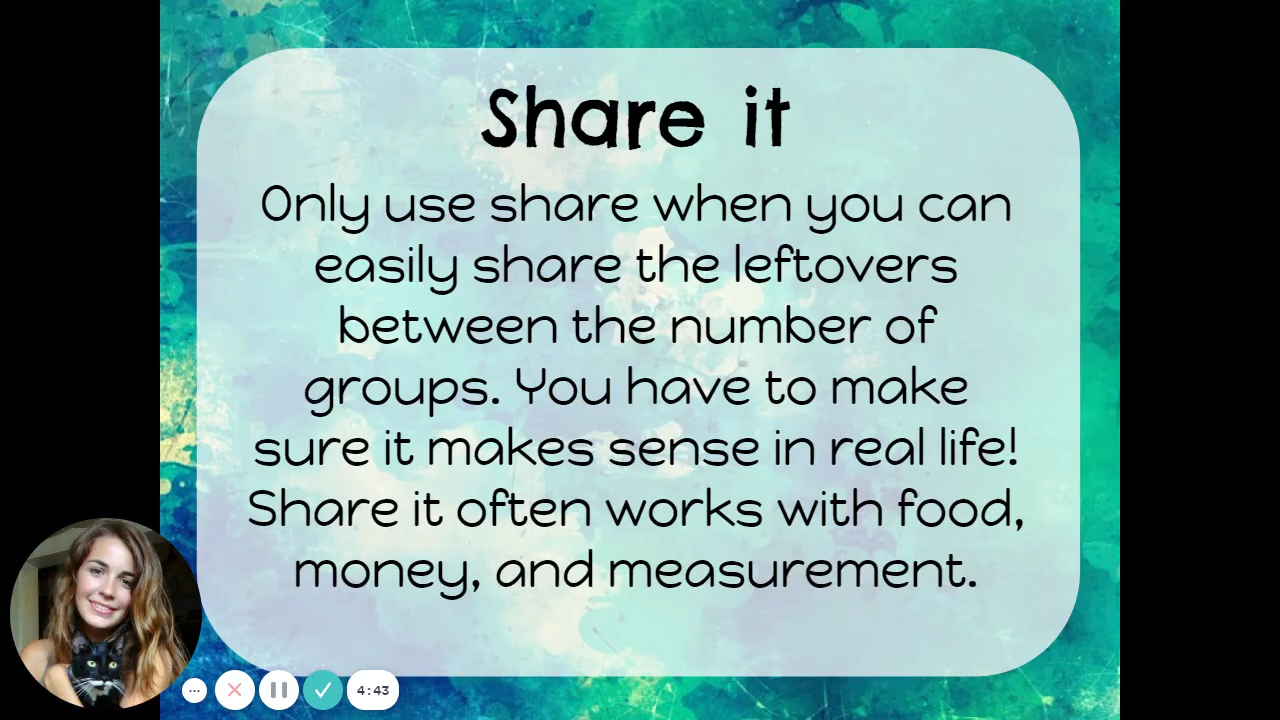 Share it
Only use share when you can
easily share the leftovers
between the number of
groups. You have to make
sure it makes sense in real life!
Share it often works with food,
money, and measurement.
4:43